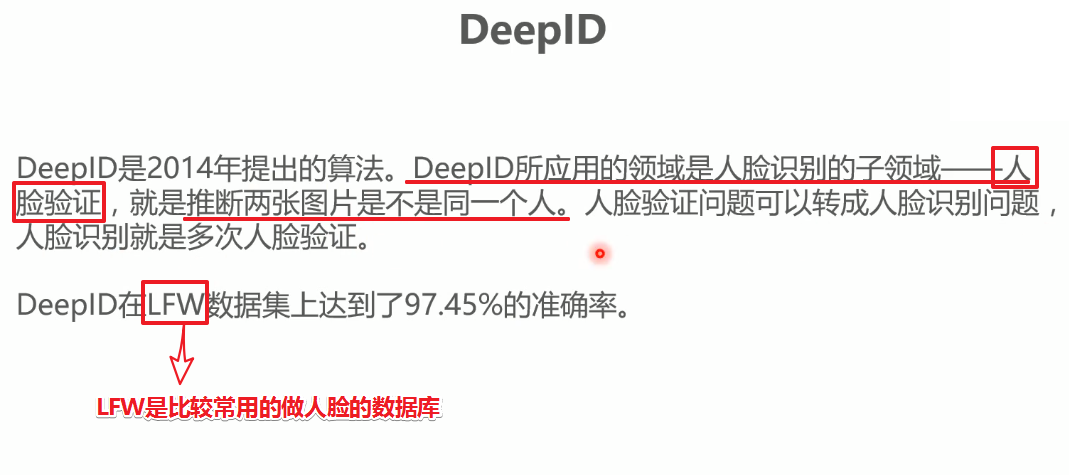 DeepID
DeepID是2014年提出的算法。DeepID所应用的领域是人脸识别的子领域——人
脸验证，就是推断两张图片是不是同一个人。人脸验证问题可以转成人脸识别问题，
人脸识别就是多次人脸验证。
DeepID在LFW数据集上达到了97.45%的准确率。
LFW是比较常用的做人脸的数据库